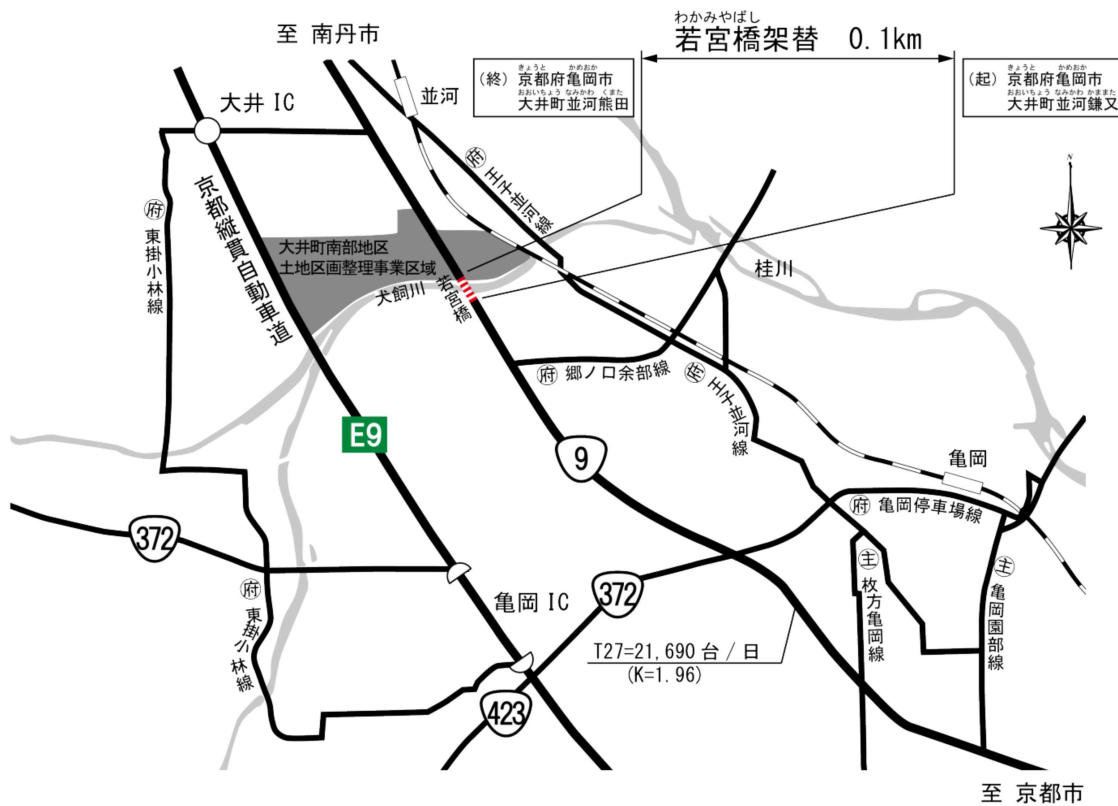 至 南丹市
わかみやばし
若宮橋架替 0.1km
きょうと かめおか
(終) 京都府亀岡市
おおいちょう なみかわ くまた
大井町並河熊田
きょうと かめおか
(起) 京都府亀岡市
おおいちょう なみかわ かままた
大井町並河鎌又
並河
大井 IC
N
府 王子並河線
府 東掛小林線
京都縦貫自動車道
大井町南部地区
土地区画整理事業区域
犬飼川
若宮橋
桂川
府 郷ノ口余部線
府 王子並河線
E9
9
亀岡
府 亀岡停車場線
372
主 枚方亀岡線
主 亀岡園部線
府 東掛小林線
亀岡 IC
372
T27=21,690 台 / 日
(K=1.96)
423
至 京都市